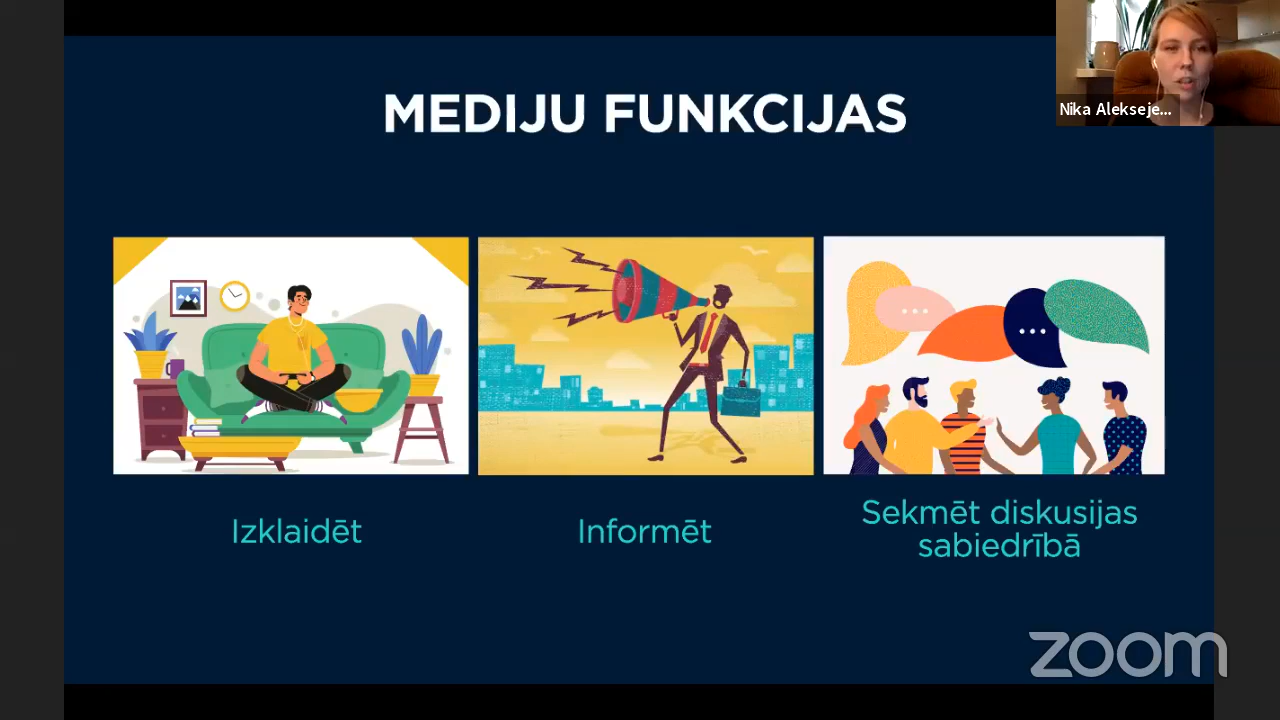 MEDIJU FUNKCIJAS
Nika Alekseje...
Izklaidēt
Informēt
Sekmēt diskusijas
sabiedrībā
zoom